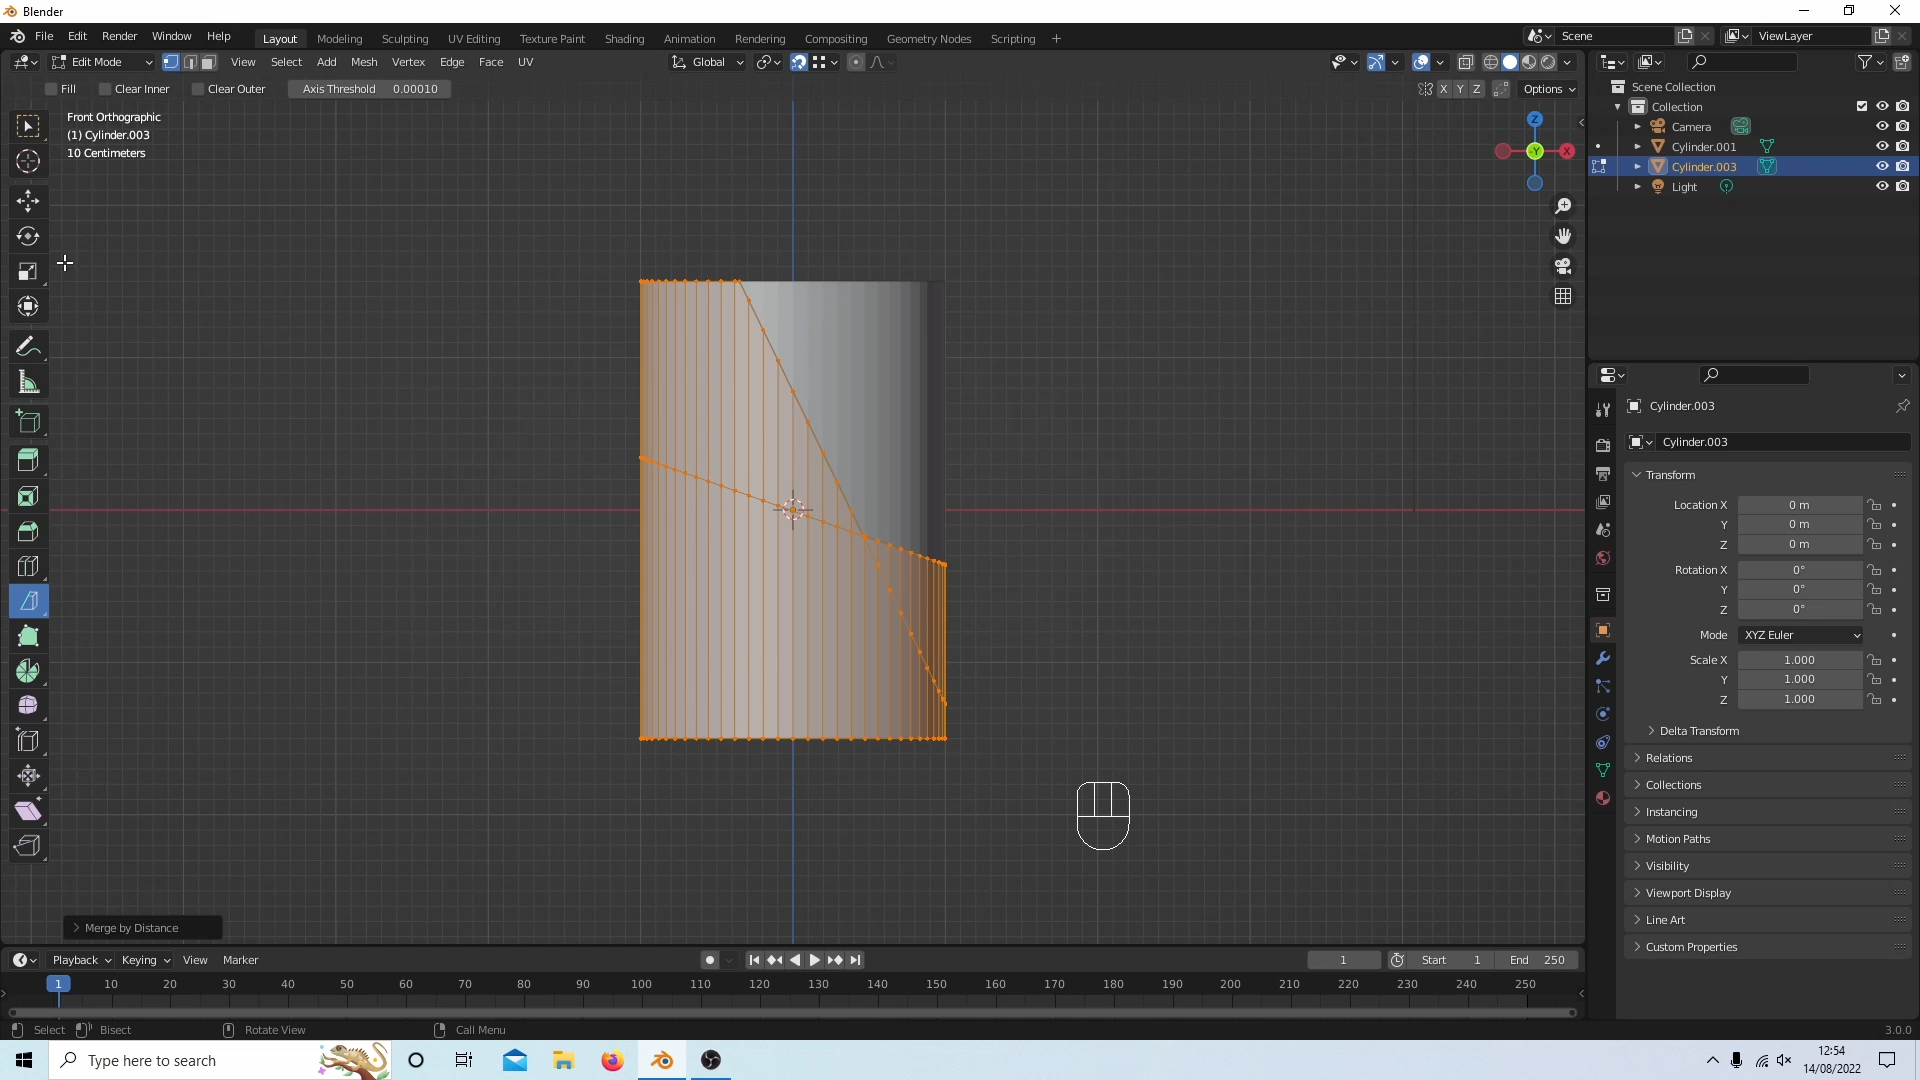 Blender
File Edit Render Window Help Layout Modeling Sculpting UV Editing Texture Paint Shading Animation Rendering Compositing Geometry Nodes Scripting + Scene ViewLayer
Edit Mode View Select Add Mesh Vertex Edge Face UV Global
Fill Clear Inner Clear Outer Axis Threshold 0.00010 X Y Z Options
Front Orthographic
(1) Cylinder.003
10 Centimeters
Z
-Y
X
Scene Collection
Collection
Camera
Cylinder.001
Cylinder.003
Light
Cylinder.003
Cylinder.003
Transform
Location X 0 m
Y 0 m
Z 0 m
Rotation X 0°
Y 0°
Z 0°
Mode XYZ Euler
Scale X 1.000
Y 1.000
Z 1.000
Delta Transform
Relations
Collections
Instancing
Motion Paths
Visibility
Viewport Display
Line Art
Custom Properties
Merge by Distance
Playback Keying View Marker 1 Start 1 End 250
1 10 20 30 40 50 60 70 80 90 100 110 120 130 140 150 160 170 180 190 200 210 220 230 240 250
Select Bisect Rotate View Call Menu 3.0.0
Type here to search
12:54
14/08/2022